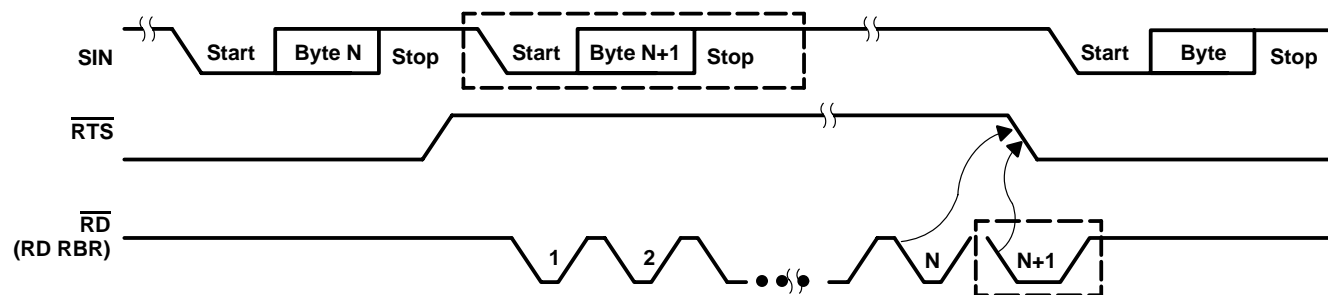 SIN Start Byte N Stop Start Byte N+1 Stop Start Byte Stop
RTS
RD
(RD RBR) 1 2 N N+1